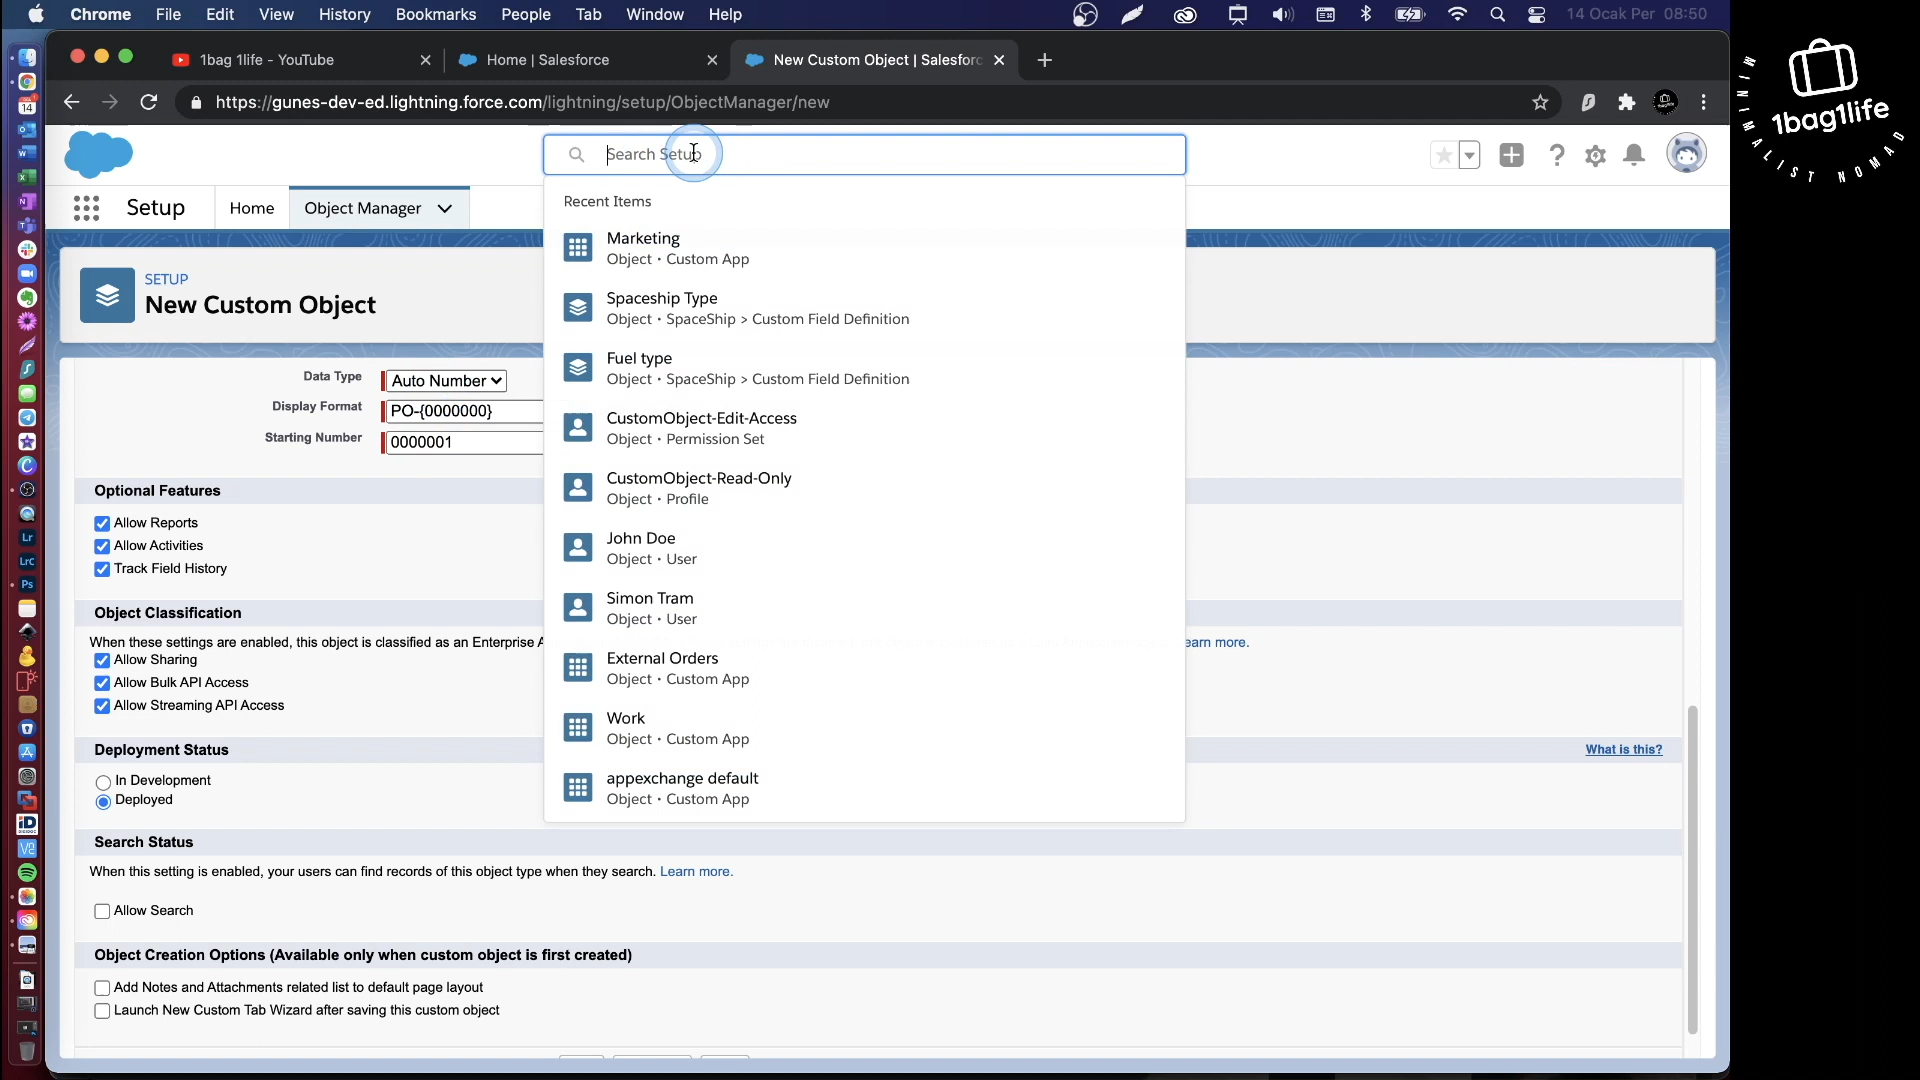 Chrome File Edit View History Bookmarks People Tab Window Help
14 Ocak Per 08:50
1bag 1life - YouTube
Home | Salesforce
New Custom Object | Salesforc
https://gunes-dev-ed.lightning.force.com/lightning/setup/ObjectManager/new
MINIMALIST NOMAD
1bag1life
Search Setup
Setup
Home
Object Manager
Recent Items
Marketing
Object • Custom App
Spaceship Type
Object • SpaceShip > Custom Field Definition
Fuel type
Object • SpaceShip > Custom Field Definition
CustomObject-Edit-Access
Object • Permission Set
CustomObject-Read-Only
Object • Profile
John Doe
Object • User
Simon Tram
Object • User
External Orders
Object • Custom App
Work
Object • Custom App
appexchange default
Object • Custom App
SETUP
New Custom Object
Data Type
Auto Number
Display Format
PO-{0000000}
Starting Number
0000001
Optional Features
Allow Reports
Allow Activities
Track Field History
Object Classification
When these settings are enabled, this object is classified as an Enterprise A
earn more.
Allow Sharing
Allow Bulk API Access
Allow Streaming API Access
Deployment Status
What is this?
In Development
Deployed
Search Status
When this setting is enabled, your users can find records of this object type when they search. Learn more.
Allow Search
Object Creation Options (Available only when custom object is first created)
Add Notes and Attachments related list to default page layout
Launch New Custom Tab Wizard after saving this custom object
14
Lr
LrC
Ps
iD
V2